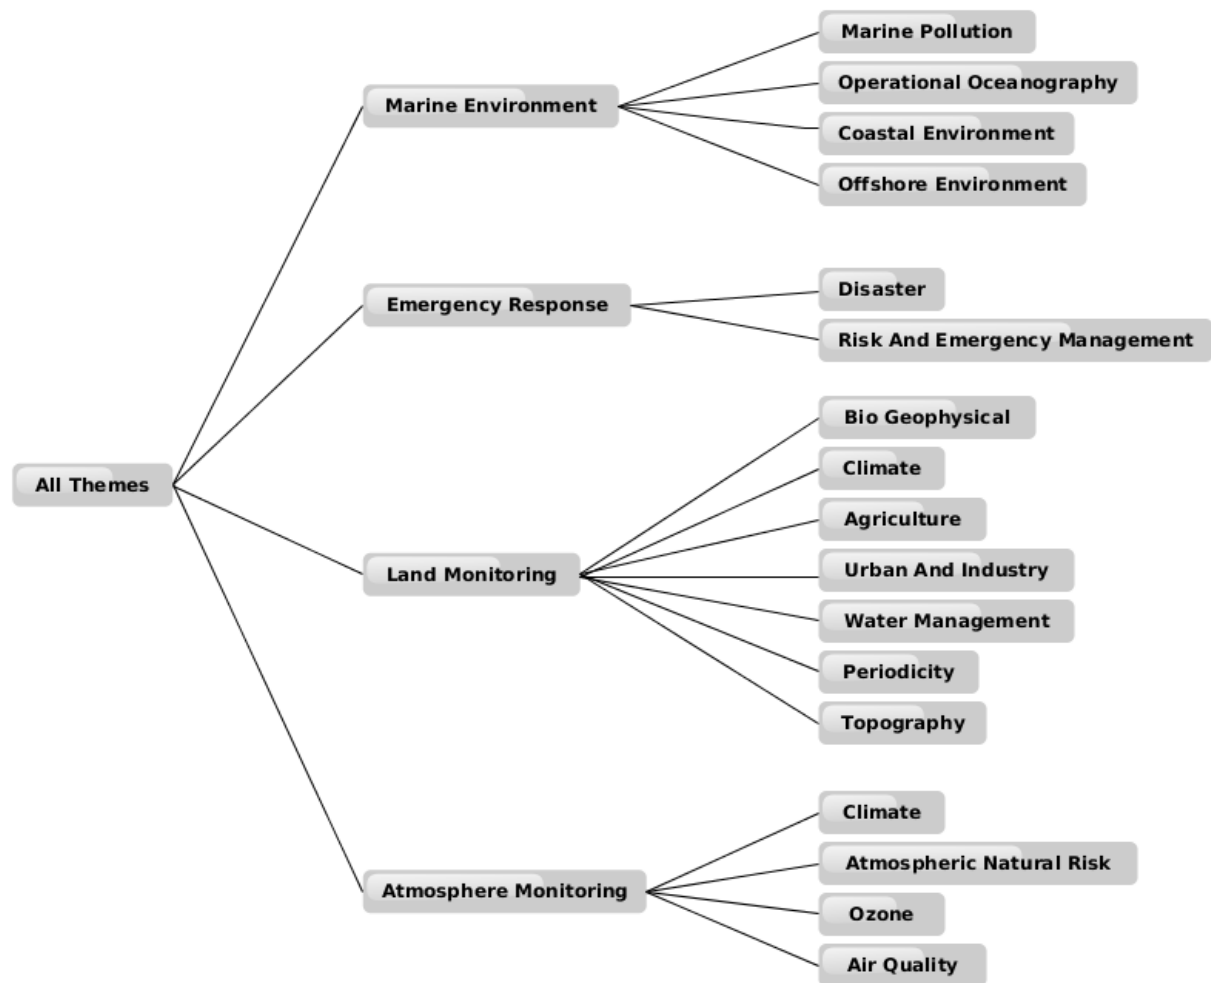 All Themes
Marine Environment
Marine Pollution
Operational Oceanography
Coastal Environment
Offshore Environment
Emergency Response
Disaster
Risk And Emergency Management
Land Monitoring
Bio Geophysical
Climate
Agriculture
Urban And Industry
Water Management
Periodicity
Topography
Atmosphere Monitoring
Climate
Atmospheric Natural Risk
Ozone
Air Quality